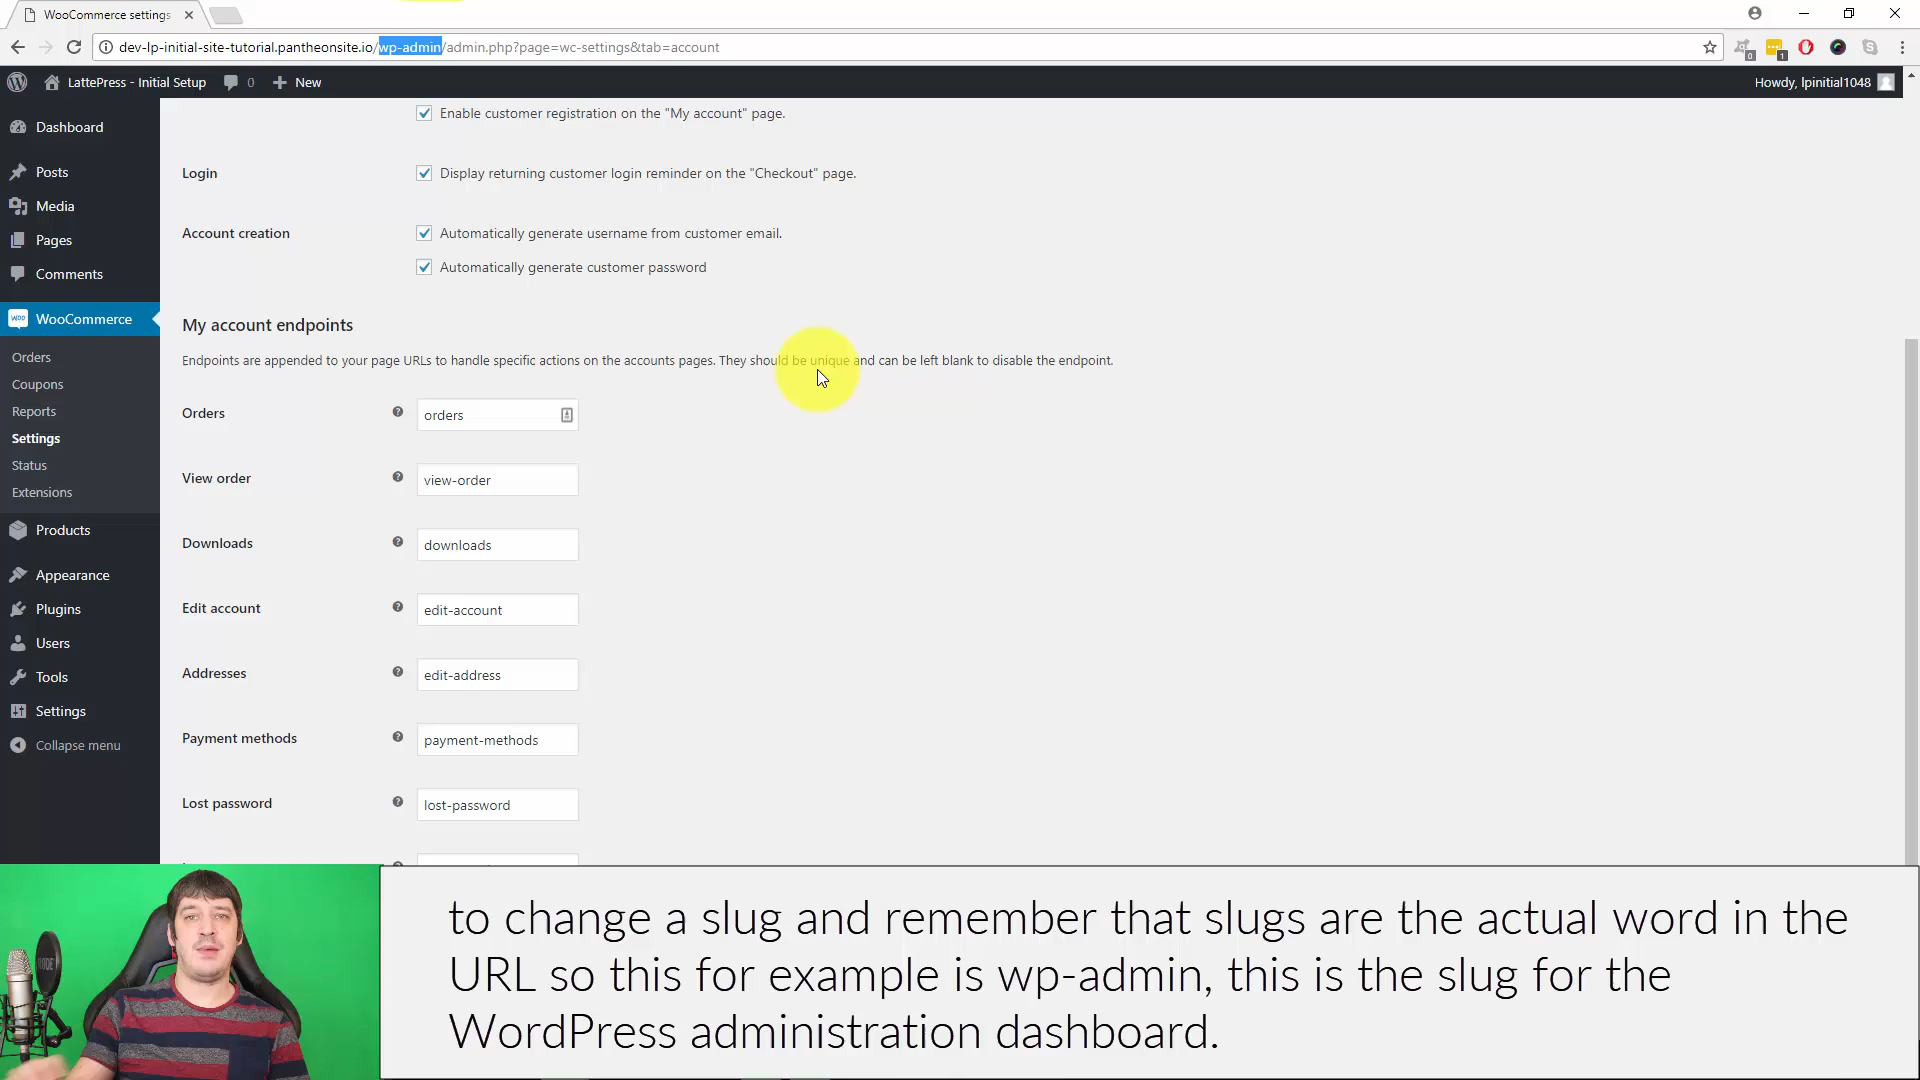 WooCommerce settings
dev-lp-initial-site-tutorial.pantheonsite.io/wp-admin/admin.php?page=wc-settings&tab=account
0
1
LattePress - Initial Setup
0
New
Howdy, lpinitial1048
Dashboard
Posts
Media
Pages
Comments
WOO
WooCommerce
Orders
Coupons
Reports
Settings
Status
Extensions
Products
Appearance
Plugins
Users
Tools
Settings
Collapse menu
Enable customer registration on the "My account" page.
Login
Display returning customer login reminder on the "Checkout" page.
Account creation
Automatically generate username from customer email.
Automatically generate customer password
My account endpoints
Endpoints are appended to your page URLs to handle specific actions on the accounts pages. They should be unique and can be left blank to disable the endpoint.
Orders
orders
View order
view-order
Downloads
downloads
Edit account
edit-account
Addresses
edit-address
Payment methods
payment-methods
Lost password
lost-password
RODE
to change a slug and remember that slugs are the actual word in the
URL so this for example is wp-admin, this is the slug for the
WordPress administration dashboard.